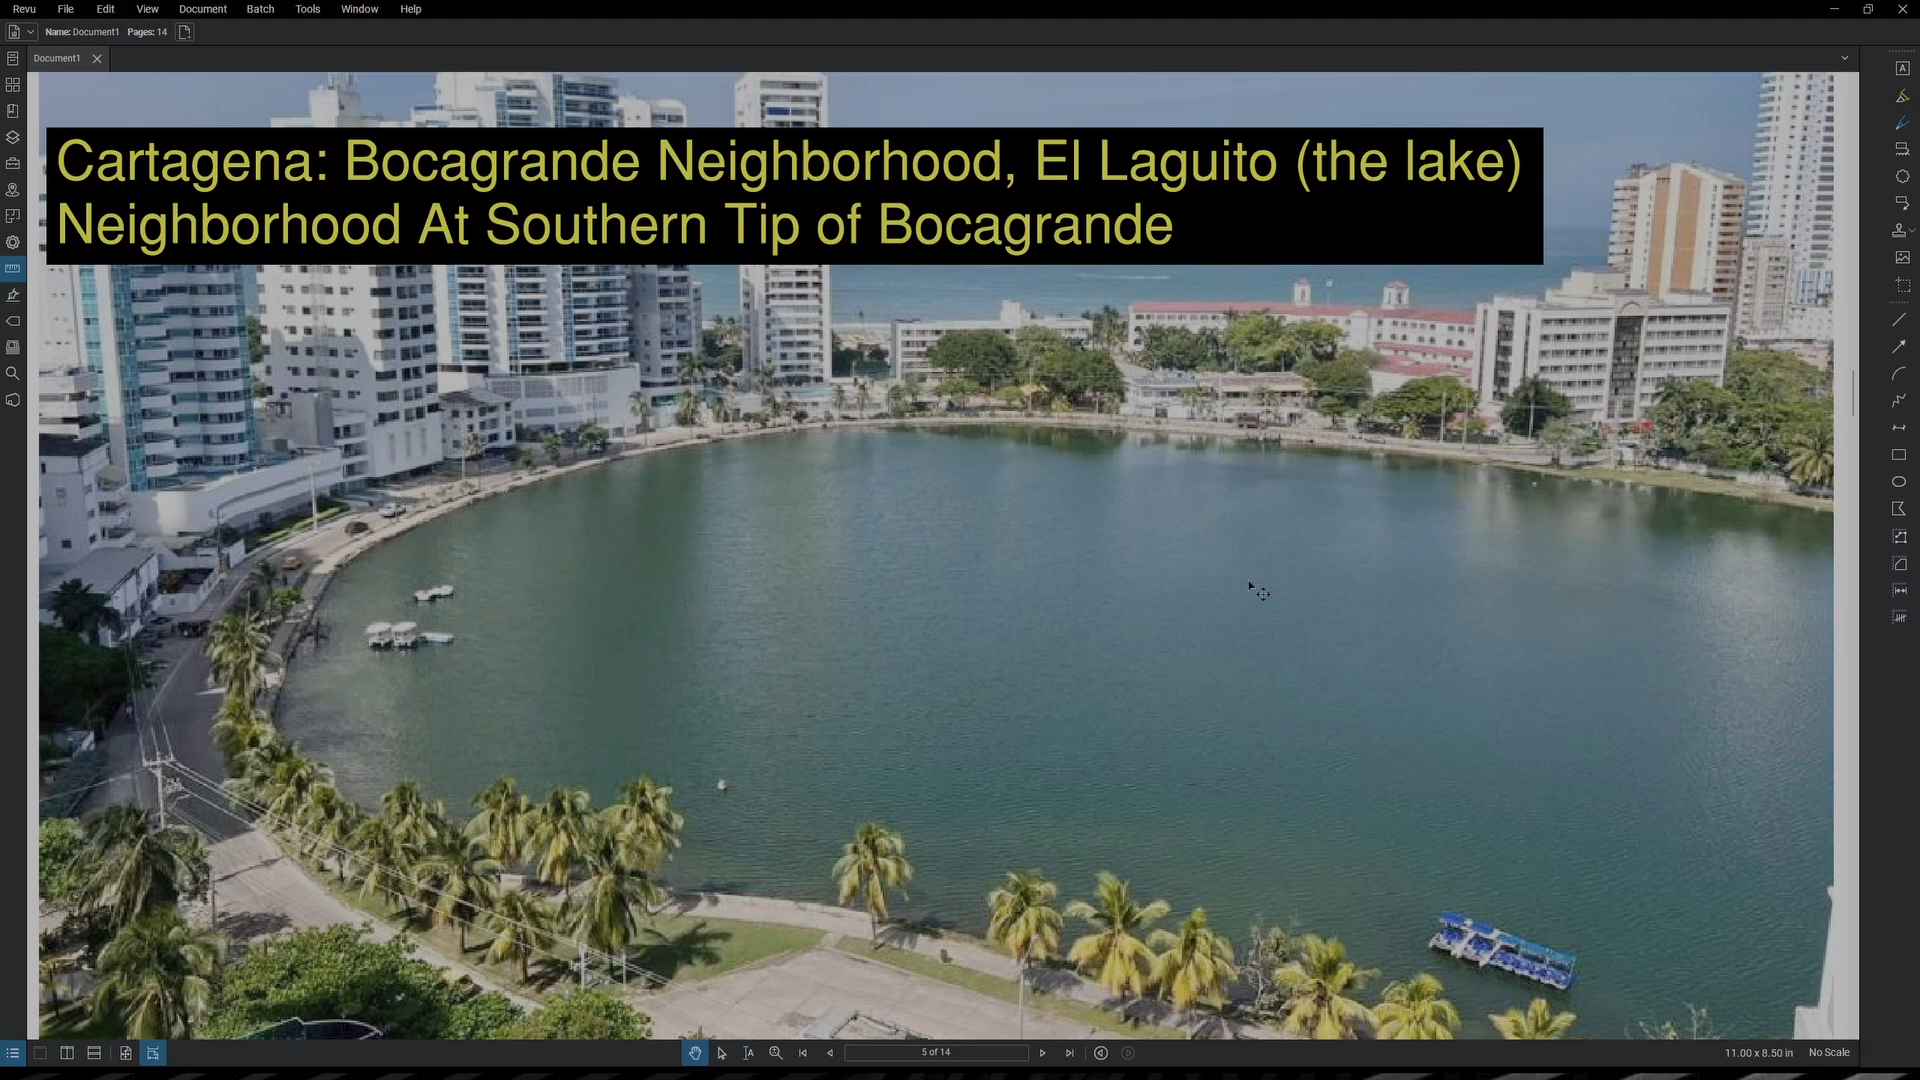 Revu File Edit View Document Batch Tools Window Help
Name: Document1 Pages: 14
Document1
Cartagena: Bocagrande Neighborhood, El Laguito (the lake)
Neighborhood At Southern Tip of Bocagrande
5 of 14
11.00 x 8.50 in No Scale